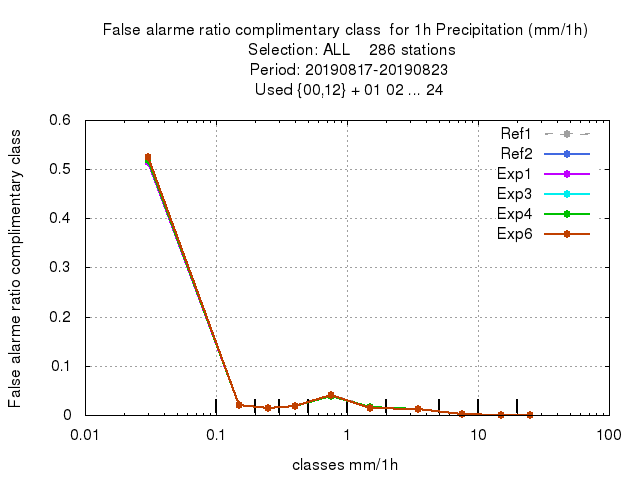 False alarme ratio complimentary class  for 1h Precipitation (mm/1h)
Selection: ALL    286 stations
Period: 20190817-20190823
Used {00,12} + 01 02 ... 24
False alarme ratio complimentary class
0.6
0.5
0.4
0.3
0.2
0.1
0
Ref1
Ref2
Exp1
Exp3
Exp4
Exp6
0.01 0.1 1 10 100
classes mm/1h